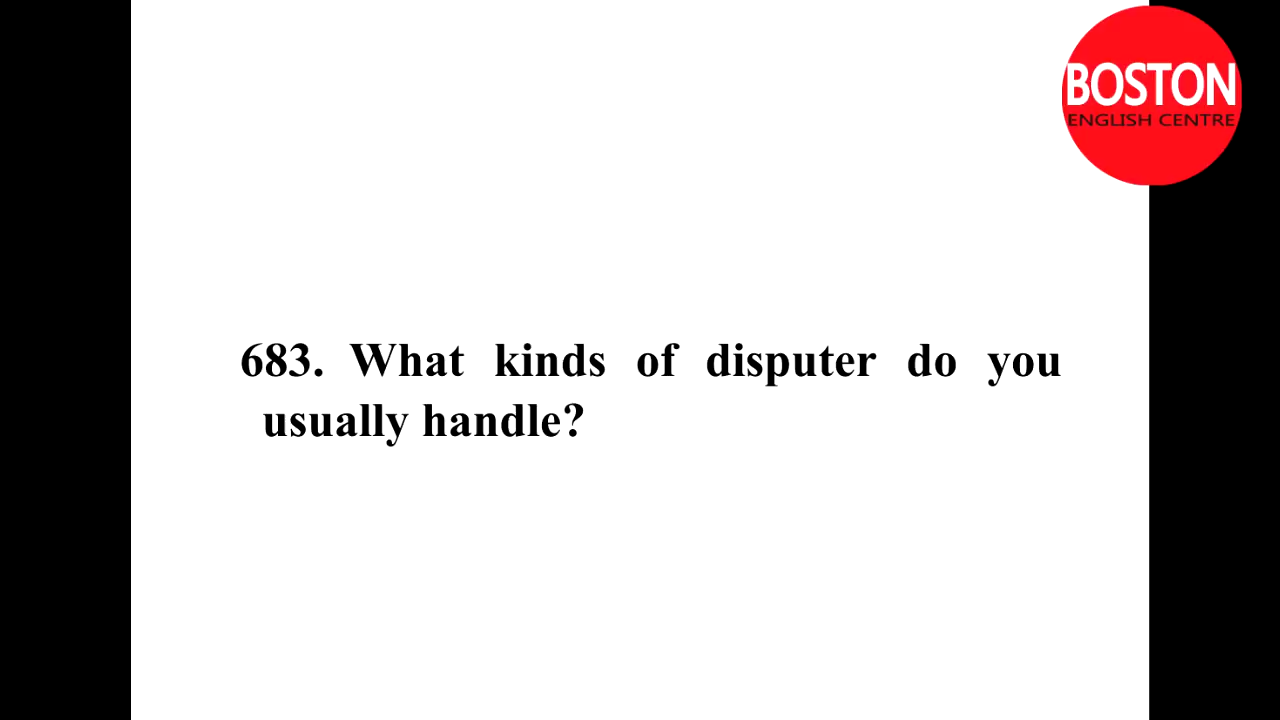 BOSTON
ENGLISH CENTRE
683. What kinds of disputer do you
usually handle?